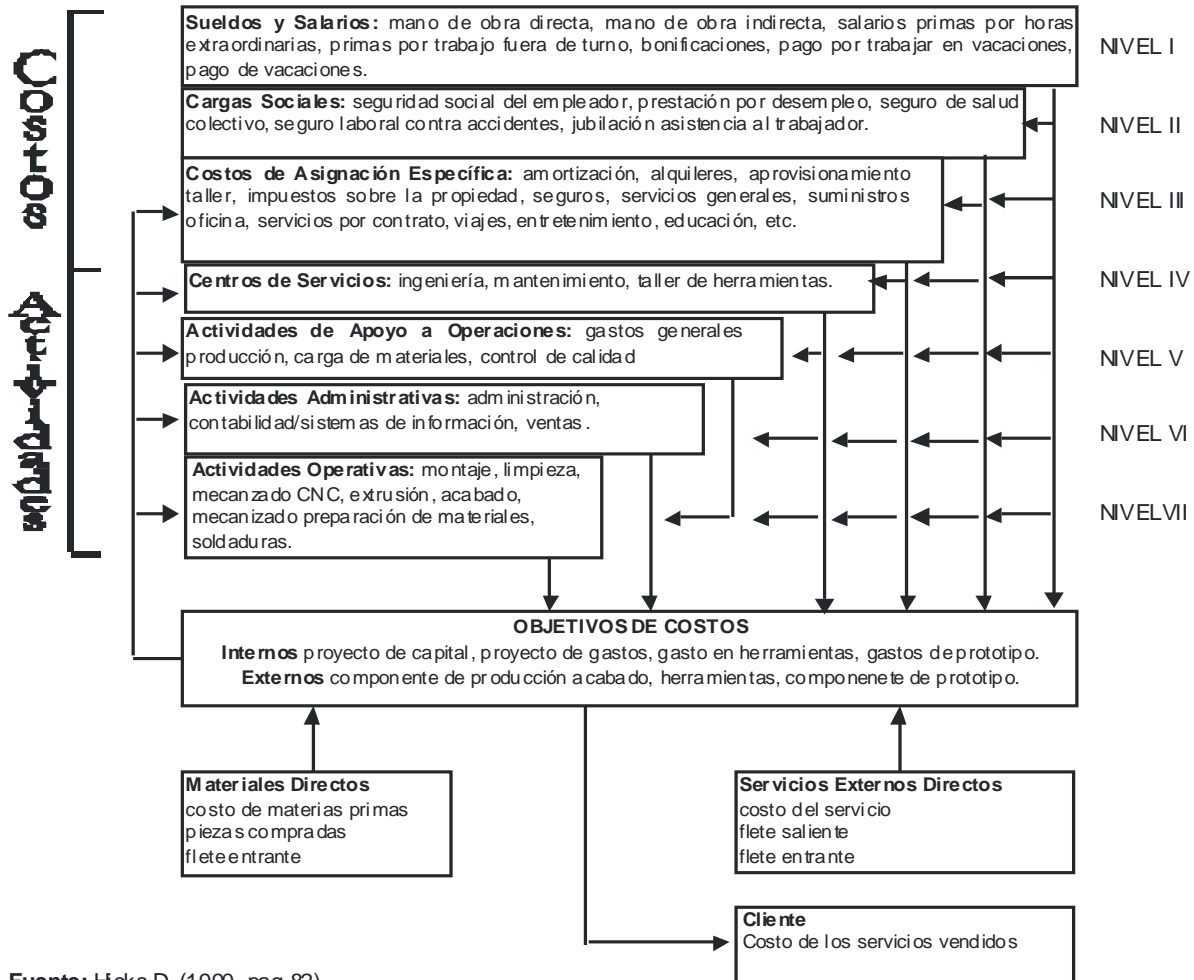 Costos
Actividades
Sueldos y Salarios: mano de obra directa, mano de obra indirecta, salarios primas por horas
extraordinarias, primas por trabajo fuera de turno, bonificaciones, pago por trabajar en vacaciones,
pago de vacaciones.
NIVEL I
Cargas Sociales: seguridad social del empleador, prestación por desempleo, seguro de salud
colectivo, seguro laboral contra accidentes, jubilación asistencia al trabajador.
NIVEL II
Costos de Asignación Específica: amortización, alquileres, aprovisionamiento
taller, impuestos sobre la propiedad, seguros, servicios generales, suministros
oficina, servicios por contrato, viajes, entretenimiento, educación, etc.
NIVEL III
Centros de Servicios: ingeniería, mantenimiento, taller de herramientas.
NIVEL IV
Actividades de Apoyo a Operaciones: gastos generales
producción, carga de materiales, control de calidad
NIVEL V
Actividades Administrativas: administración,
contabilidad/sistemas de información, ventas.
NIVEL VI
Actividades Operativas: montaje, limpieza,
mecanzado CNC, extrusión, acabado,
mecanizado preparación de materiales,
soldaduras.
NIVEL VII
OBJETIVOS DE COSTOS
Internos proyecto de capital, proyecto de gastos, gasto en herramientas, gastos de prototipo.
Externos componente de producción acabado, herramientas, componenete de prototipo.
Materiales Directos
costo de materias primas
piezas compradas
flete entrante
Servicios Externos Directos
costo del servicio
flete saliente
flete entrante
Cliente
Costo de los servicios vendidos
Fuente: Hicks D. (1999, pag 83)